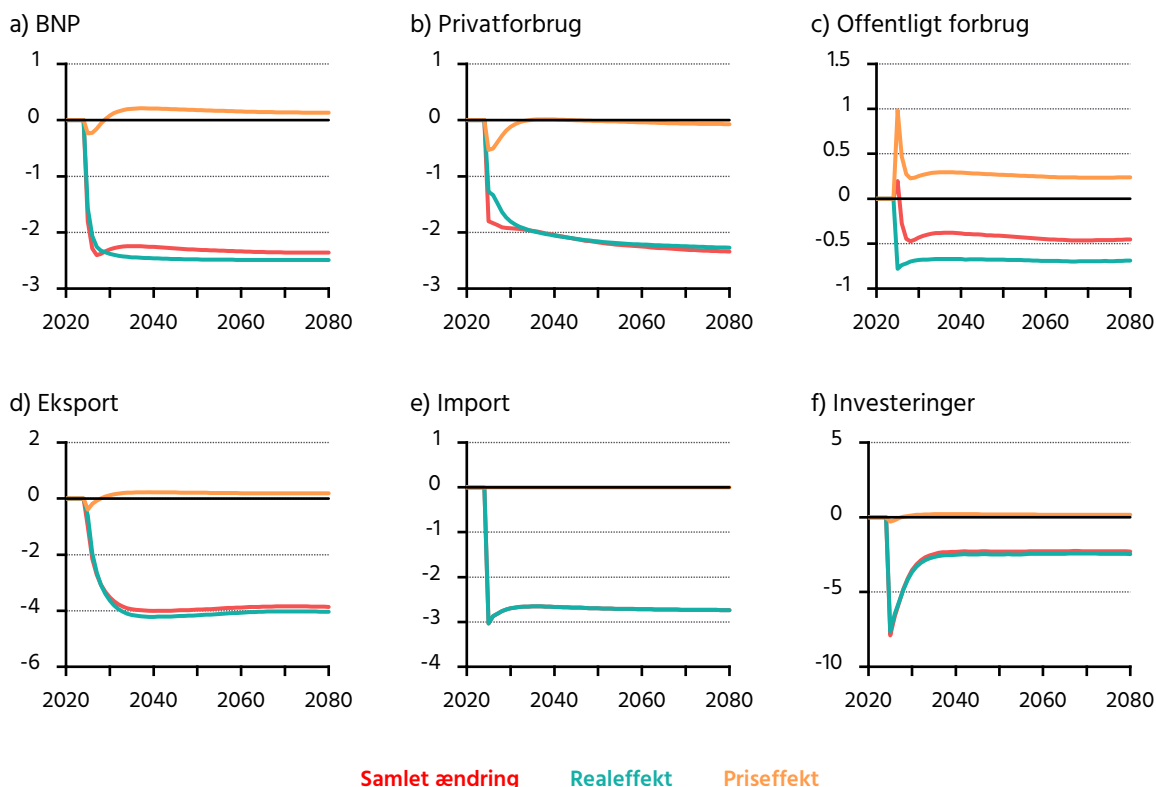 a) BNP
b) Privatforbrug
c) Offentligt forbrug
1
0
-1
-2
-3
2020 2040 2060 2080
1
0
-1
-2
-3
2020 2040 2060 2080
1.5
1
0.5
0
-0.5
-1
2020 2040 2060 2080
d) Eksport
e) Import
f) Investeringer
2
0
-2
-4
-6
2020 2040 2060 2080
1
0
-1
-2
-3
-4
2020 2040 2060 2080
5
0
-5
-10
2020 2040 2060 2080
Samlet ændring Realeffekt Priseffekt